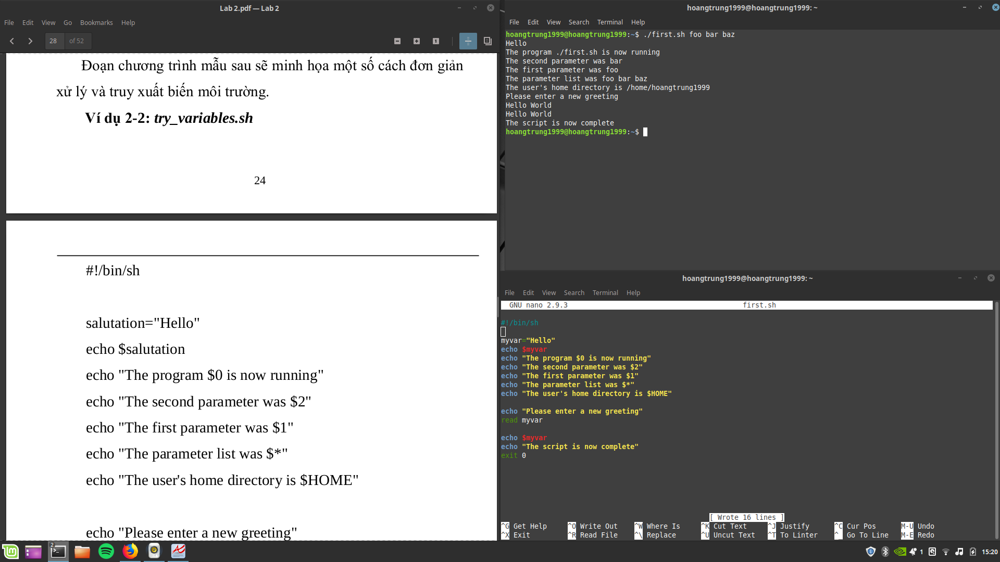 Lab 2.pdf — Lab 2
File Edit View Go Bookmarks Help
28 of 52
Đoạn chương trình mẫu sau sẽ minh họa một số cách đơn giản
xử lý và truy xuất biến môi trường.
Ví dụ 2-2: try_variables.sh
24
#!/bin/sh
salutation="Hello"
echo $salutation
echo "The program $0 is now running"
echo "The second parameter was $2"
echo "The first parameter was $1"
echo "The parameter list was $*"
echo "The user's home directory is $HOME"
echo "Please enter a new greeting"
hoangtrung1999@hoangtrung1999: ~
File Edit View Search Terminal Help
hoangtrung1999@hoangtrung1999:~$ ./first.sh foo bar baz
Hello
The program ./first.sh is now running
The second parameter was bar
The first parameter was foo
The parameter list was foo bar baz
The user's home directory is /home/hoangtrung1999
Please enter a new greeting
Hello World
Hello World
The script is now complete
hoangtrung1999@hoangtrung1999:~$
hoangtrung1999@hoangtrung1999: ~
File Edit View Search Terminal Help
GNU nano 2.9.3 first.sh
#!/bin/sh
myvar="Hello"
echo $myvar
echo "The program $0 is now running"
echo "The second parameter was $2"
echo "The first parameter was $1"
echo "The parameter list was $*"
echo "The user's home directory is $HOME"
echo "Please enter a new greeting"
read myvar
echo $myvar
echo "The script is now complete"
exit 0
[ Wrote 16 lines ]
^G Get Help ^O Write Out ^W Where Is ^K Cut Text ^J Justify ^C Cur Pos M-U Undo
^X Exit ^R Read File ^\ Replace ^U Uncut Text ^T To Linter ^_ Go To Line M-E Redo
2
1 15:20